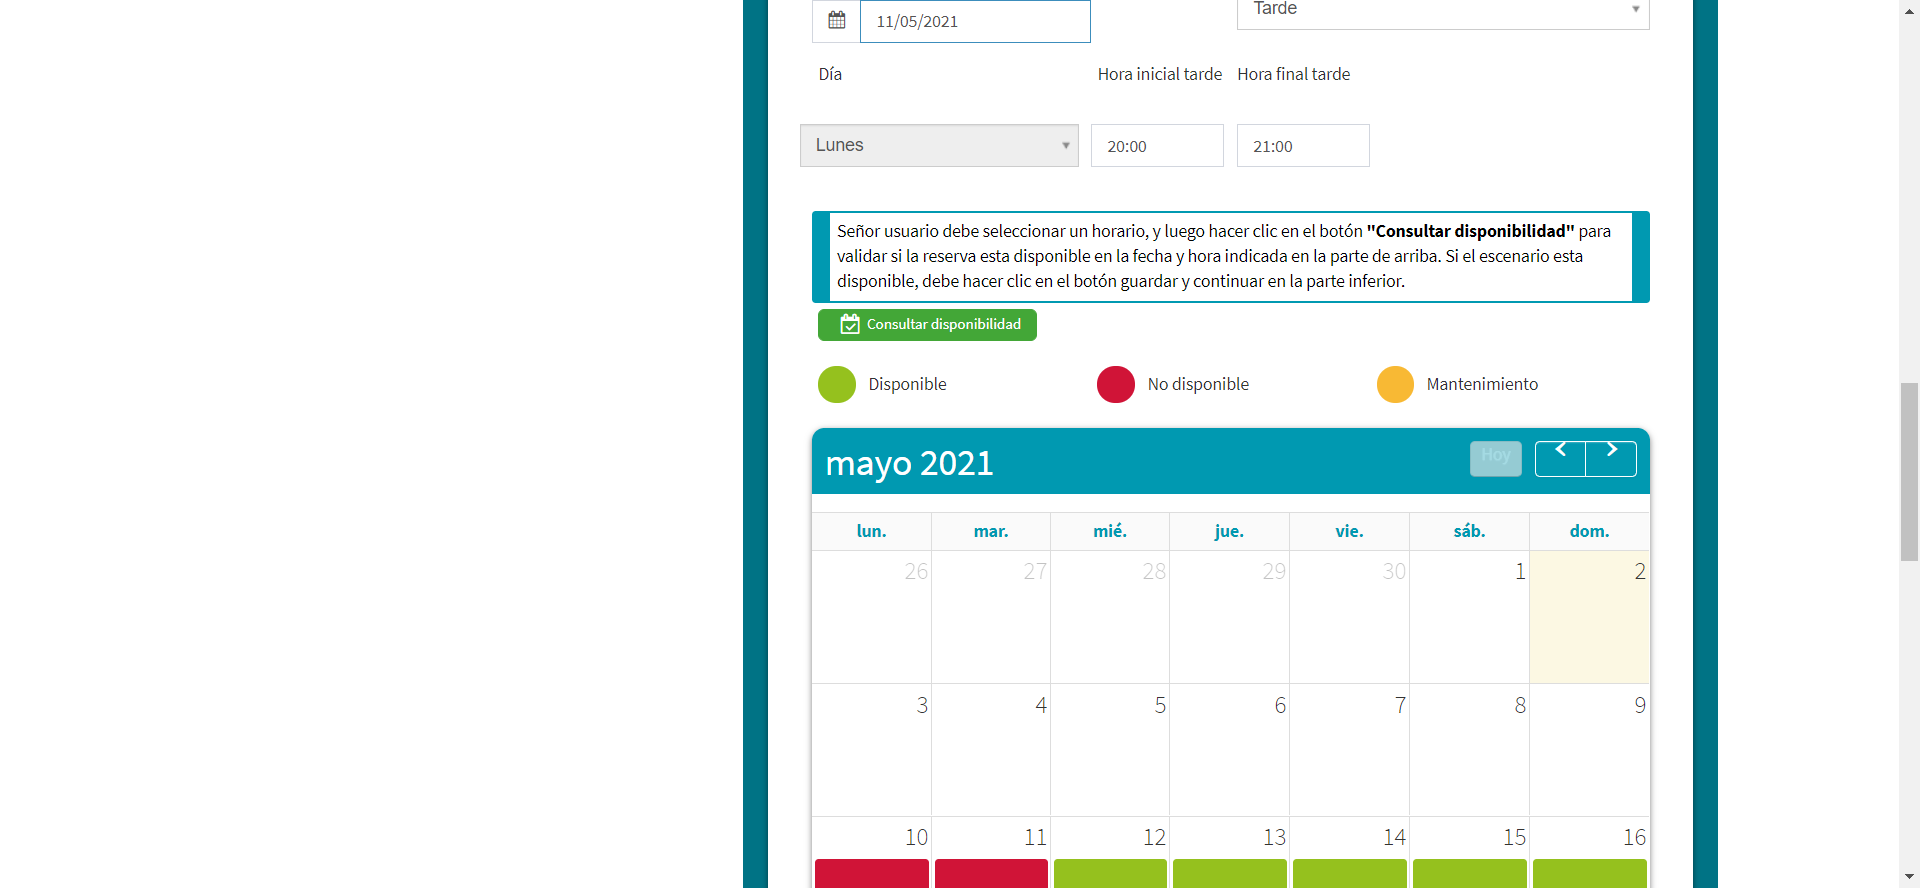 11/05/2021
Tarde
Día
Hora inicial tarde
Hora final tarde
Lunes
20:00
21:00
Señor usuario debe seleccionar un horario, y luego hacer clic en el botón "Consultar disponibilidad" para
validar si la reserva esta disponible en la fecha y hora indicada en la parte de arriba. Si el escenario esta
disponible, debe hacer clic en el botón guardar y continuar en la parte inferior.
Consultar disponibilidad
Disponible
No disponible
Mantenimiento
mayo 2021
Hoy
lun. mar. mié. jue. vie. sáb. dom.
26 27 28 29 30 1 2
3 4 5 6 7 8 9
10 11 12 13 14 15 16